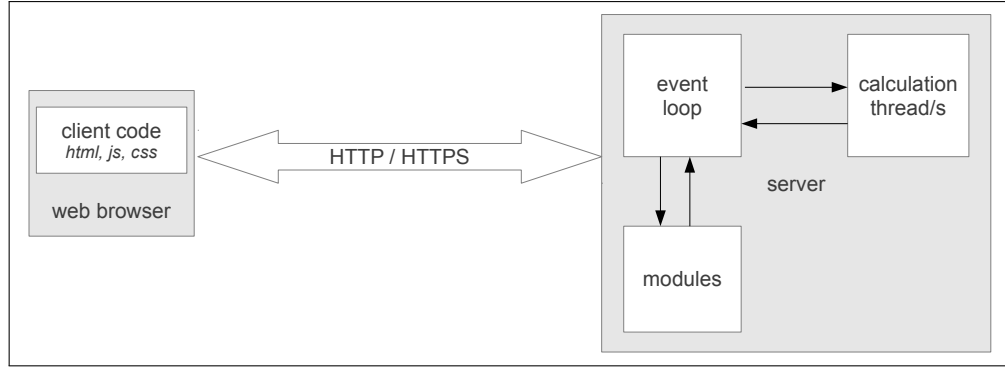 client code
html, js, css
web browser
HTTP / HTTPS
event
loop
calculation
thread/s
server
modules